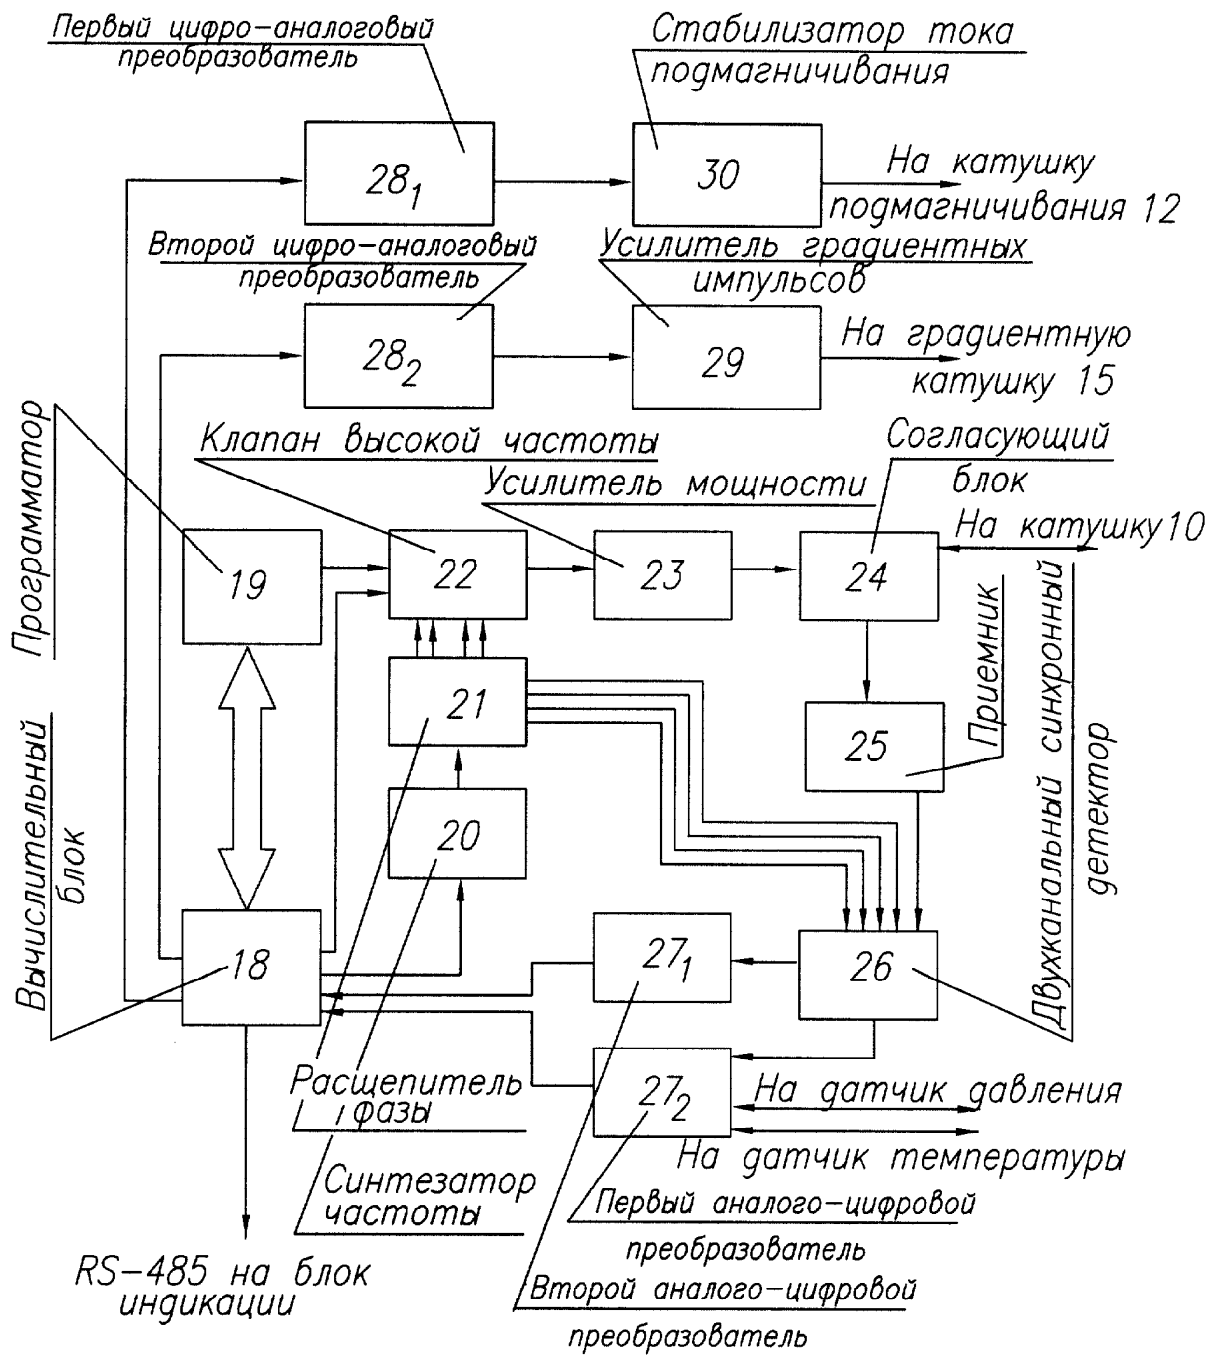 Первый цифро-аналоговый
преобразователь
Стабилизатор тока
подмагничивания
28₁
30
На катушку
подмагничивания 12
Второй цифро-аналоговый
преобразователь
Усилитель градиентных
импульсов
28₂
29
На градиентную
катушку 15
Программатор
Клапан высокой частоты
Усилитель мощности
Согласующий
блок
На катушку 10
19
22
23
24
Приемник
Двухканальный синхронный
детектор
21
25
Вычислительный
блок
20
18
27₁
26
27₂
Расщепитель
фазы
На датчик давления
На датчик температуры
Синтезатор
частоты
Первый аналого-цифровой
преобразователь
RS-485 на блок
индикации
Второй аналого-цифровой
преобразователь